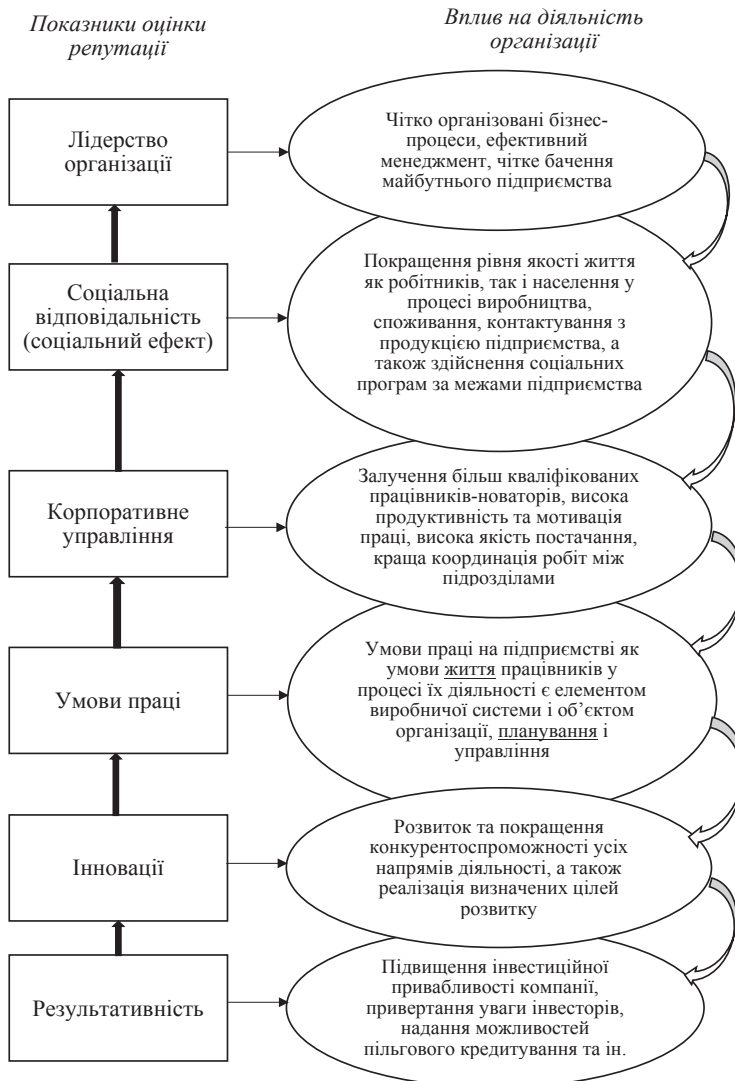 Показники оцінки
репутації
Вплив на діяльність
організації
Лідерство
організації
Чітко організовані бізнес-
процеси, ефективний
менеджмент, чітке бачення
майбутнього підприємства
Соціальна
відповідальність
(соціальний ефект)
Покращення рівня якості життя
як робітників, так і населення у
процесі виробництва,
споживання, контактування з
продукцією підприємства, а
також здійснення соціальних
програм за межами підприємства
Корпоративне
управління
Залучення більш кваліфікованих
працівників-новаторів, висока
продуктивність та мотивація
праці, висока якість постачання,
краща координація робіт між
підрозділами
Умови праці
Умови праці на підприємстві як
умови життя працівників у
процесі їх діяльності є елементом
виробничої системи і об’єктом
організації, планування і
управління
Інновації
Розвиток та покращення
конкурентоспроможності усіх
напрямів діяльності, а також
реалізація визначених цілей
розвитку
Результативність
Підвищення інвестиційної
привабливості компанії,
привертання уваги інвесторів,
надання можливостей
пільгового кредитування та ін.